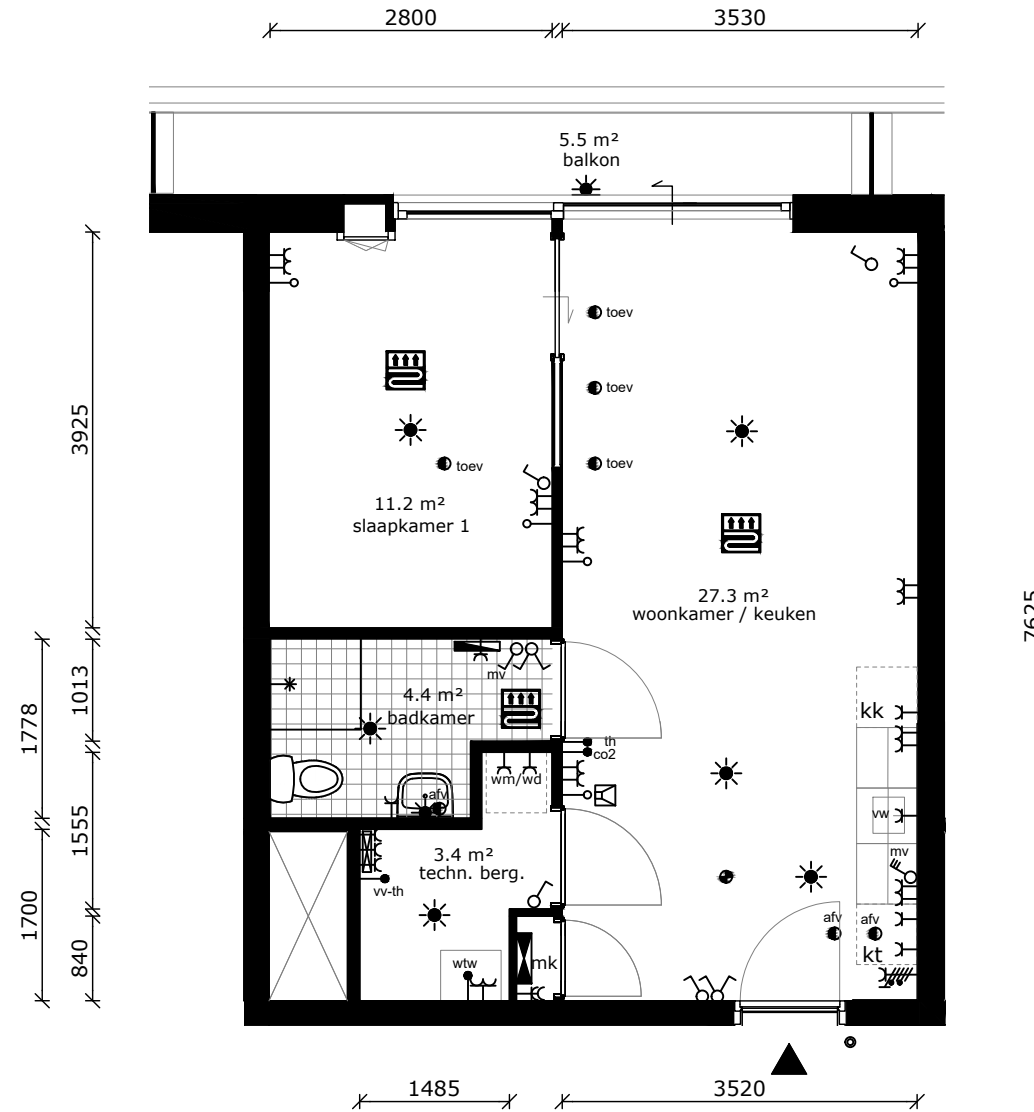 2800
3530
5.5 m²
balkon
toev
toev
toev
toev
3925
11.2 m²
slaapkamer 1
27.3 m²
woonkamer / keuken
7625
1013
1778
mv
4.4 m²
badkamer
kk
th
co2
wm/wd
afv
vw
1555
mv
3.4 m²
techn. berg.
vv-th
1700
840
afv
afv
kt
wtw
mk
1485
3520